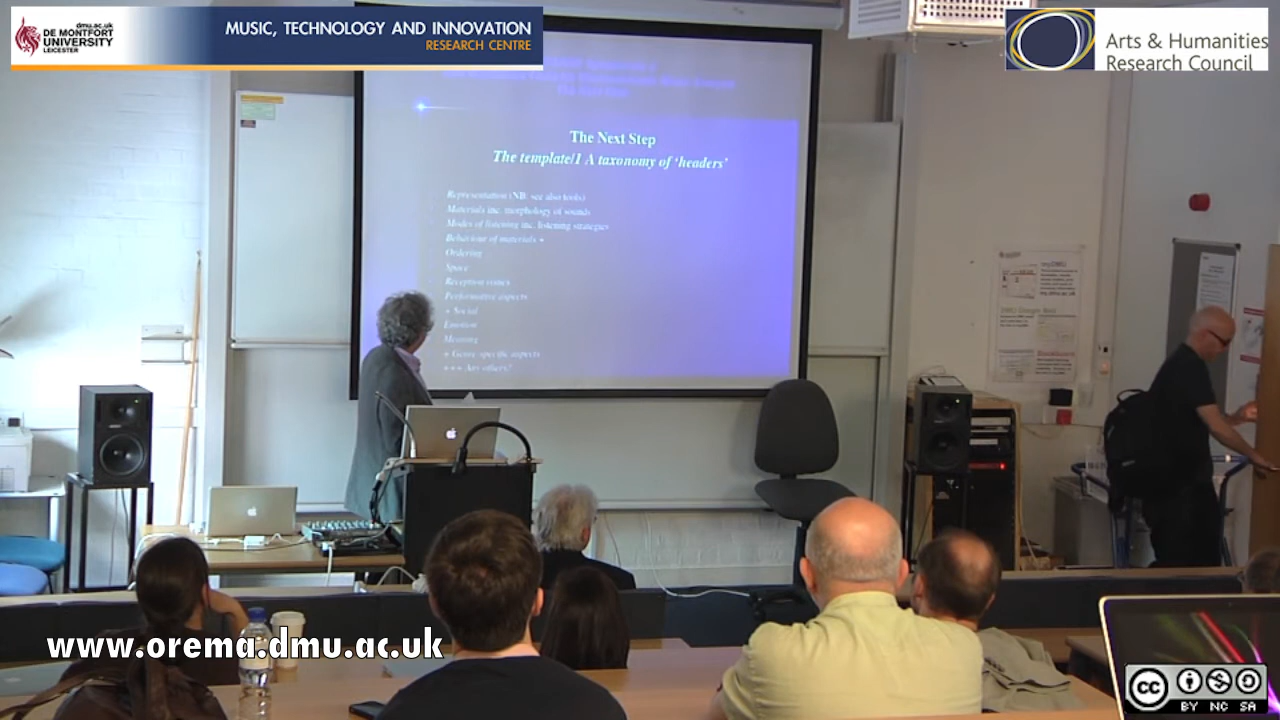 dmu.ac.uk
DE MONTFORT
UNIVERSITY
LEICESTER
MUSIC, TECHNOLOGY AND INNOVATION
RESEARCH CENTRE
Arts & Humanities
Research Council
The Next Step
The template/1 A taxonomy of 'headers'
Representation (NB: see also tools)
Materials inc. morphology of sounds
Modes of listening inc. listening strategies
Behaviour of materials +
Ordering
Space
Reception issues
Performative aspects
+ Social
Emotion
Meaning
+ Genre specific aspects
+++ Any others?
www.orema.dmu.ac.uk
cc
BY NC SA